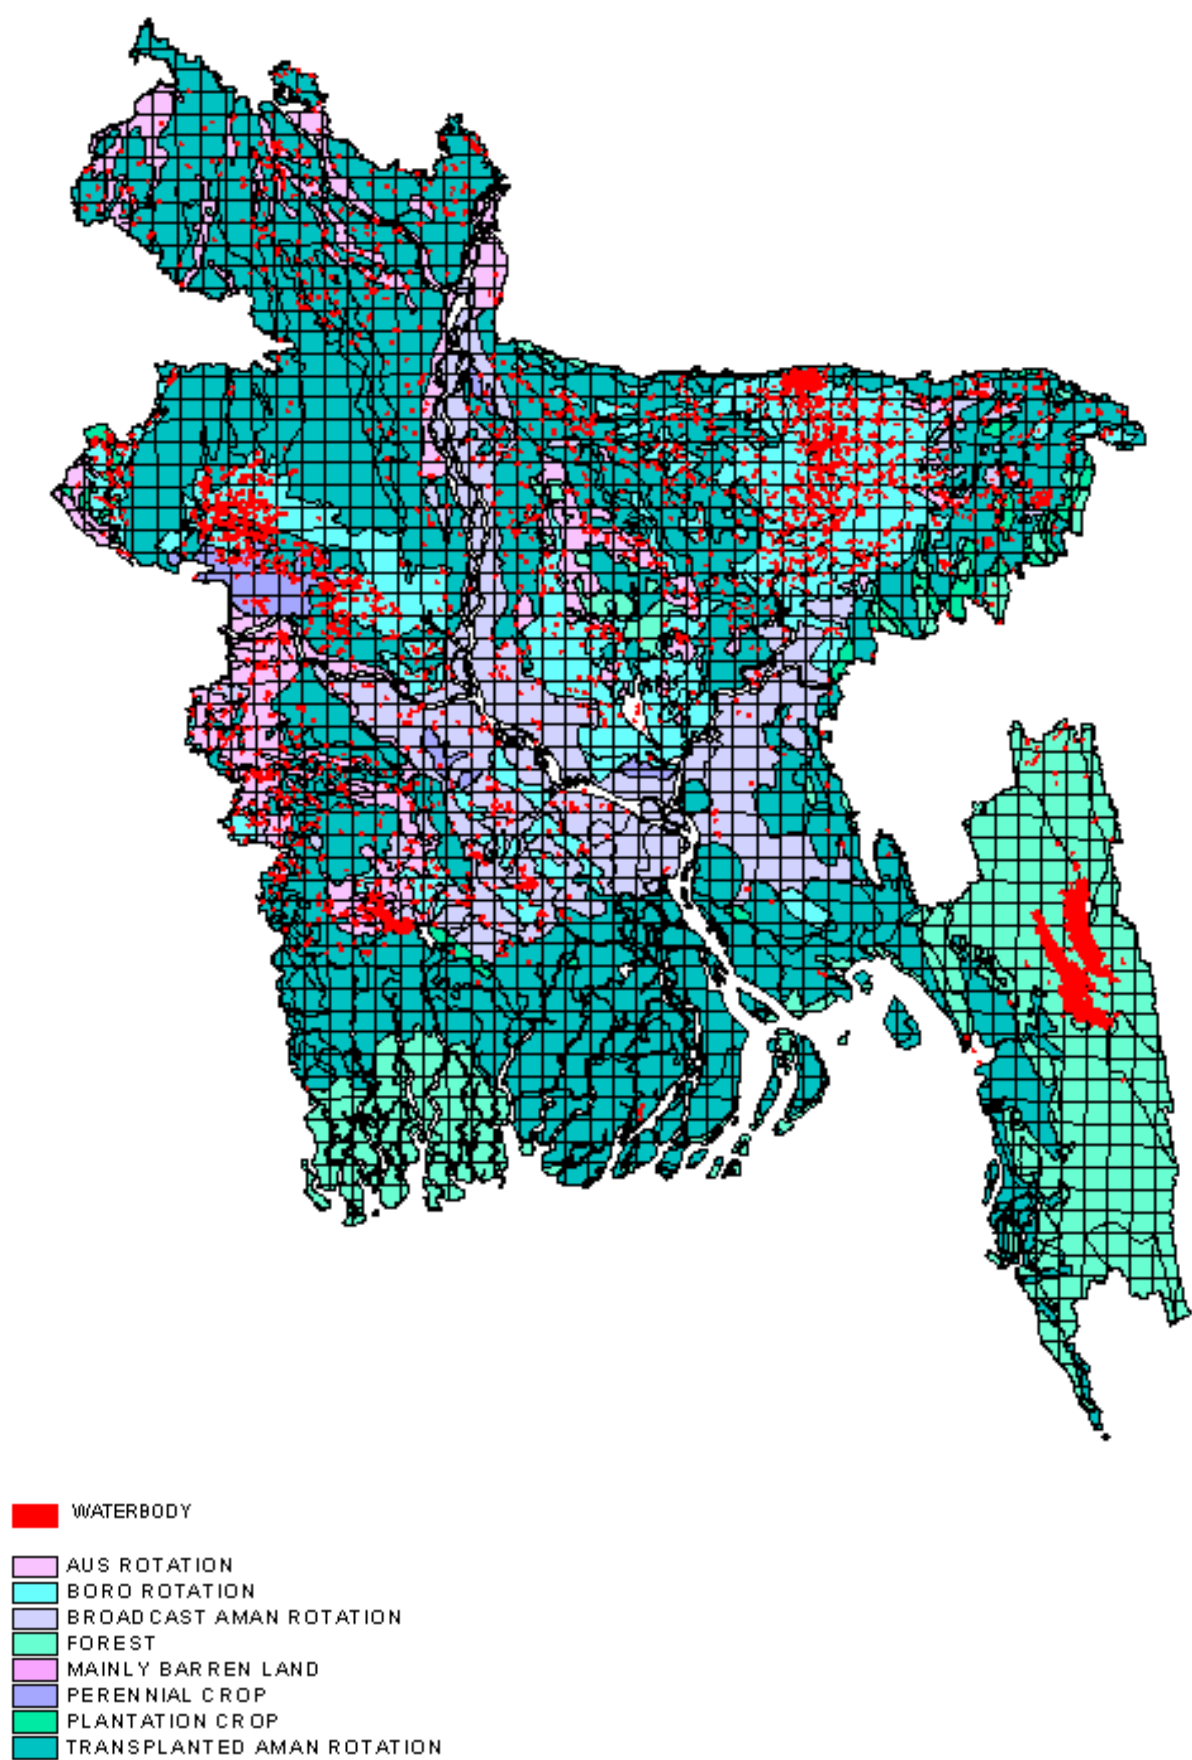 WATERBODY
AUS ROTATION
BORO ROTATION
BROADCAST AMAN ROTATION
FOREST
MAINLY BARREN LAND
PERENNIAL CROP
PLANTATION CROP
TRANSPLANTED AMAN ROTATION